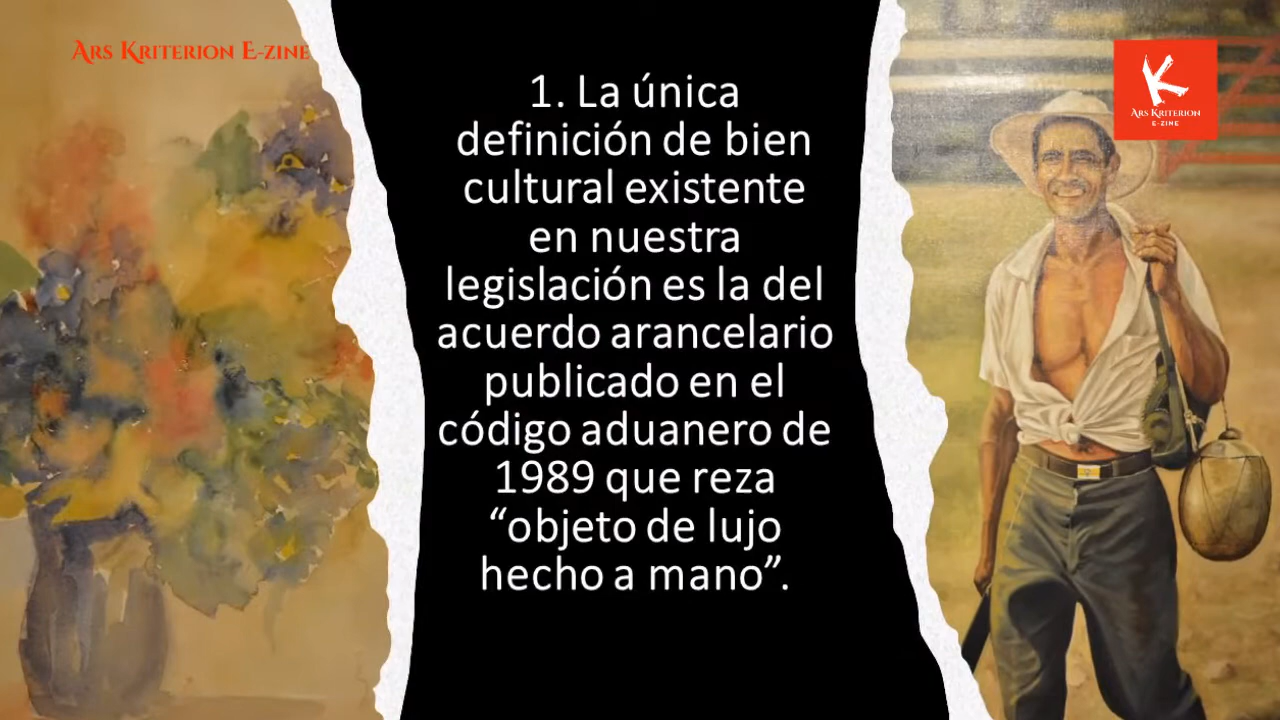 Ars Kriterion E-zine
1. La única
definición de bien
cultural existente
en nuestra
legislación es la del
acuerdo arancelario
publicado en el
código aduanero de
1989 que reza
“objeto de lujo
hecho a mano”.
K
Ars Kriterion
E-zine